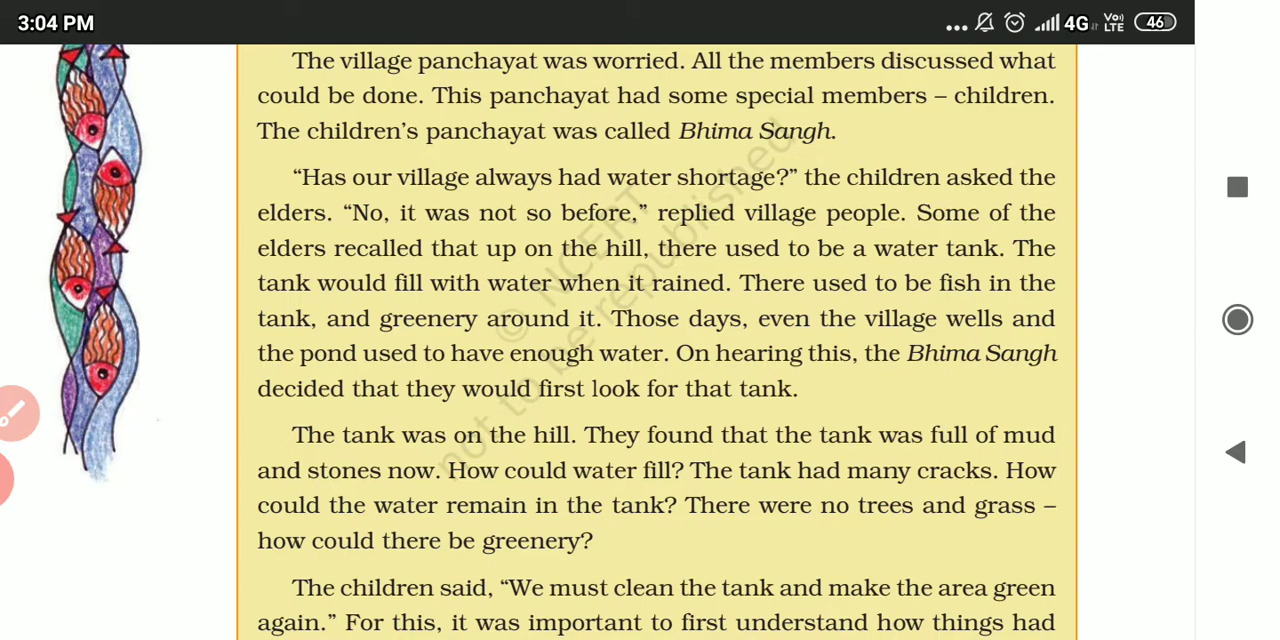 3:04 PM
4G
Vo))
LTE
46
The village panchayat was worried. All the members discussed what
could be done. This panchayat had some special members – children.
The children's panchayat was called Bhima Sangh.
“Has our village always had water shortage?” the children asked the
elders. “No, it was not so before,” replied village people. Some of the
elders recalled that up on the hill, there used to be a water tank. The
tank would fill with water when it rained. There used to be fish in the
tank, and greenery around it. Those days, even the village wells and
the pond used to have enough water. On hearing this, the Bhima Sangh
decided that they would first look for that tank.
The tank was on the hill. They found that the tank was full of mud
and stones now. How could water fill? The tank had many cracks. How
could the water remain in the tank? There were no trees and grass –
how could there be greenery?
The children said, “We must clean the tank and make the area green
again.” For this, it was important to first understand how things had
© NCERT
not to be republished